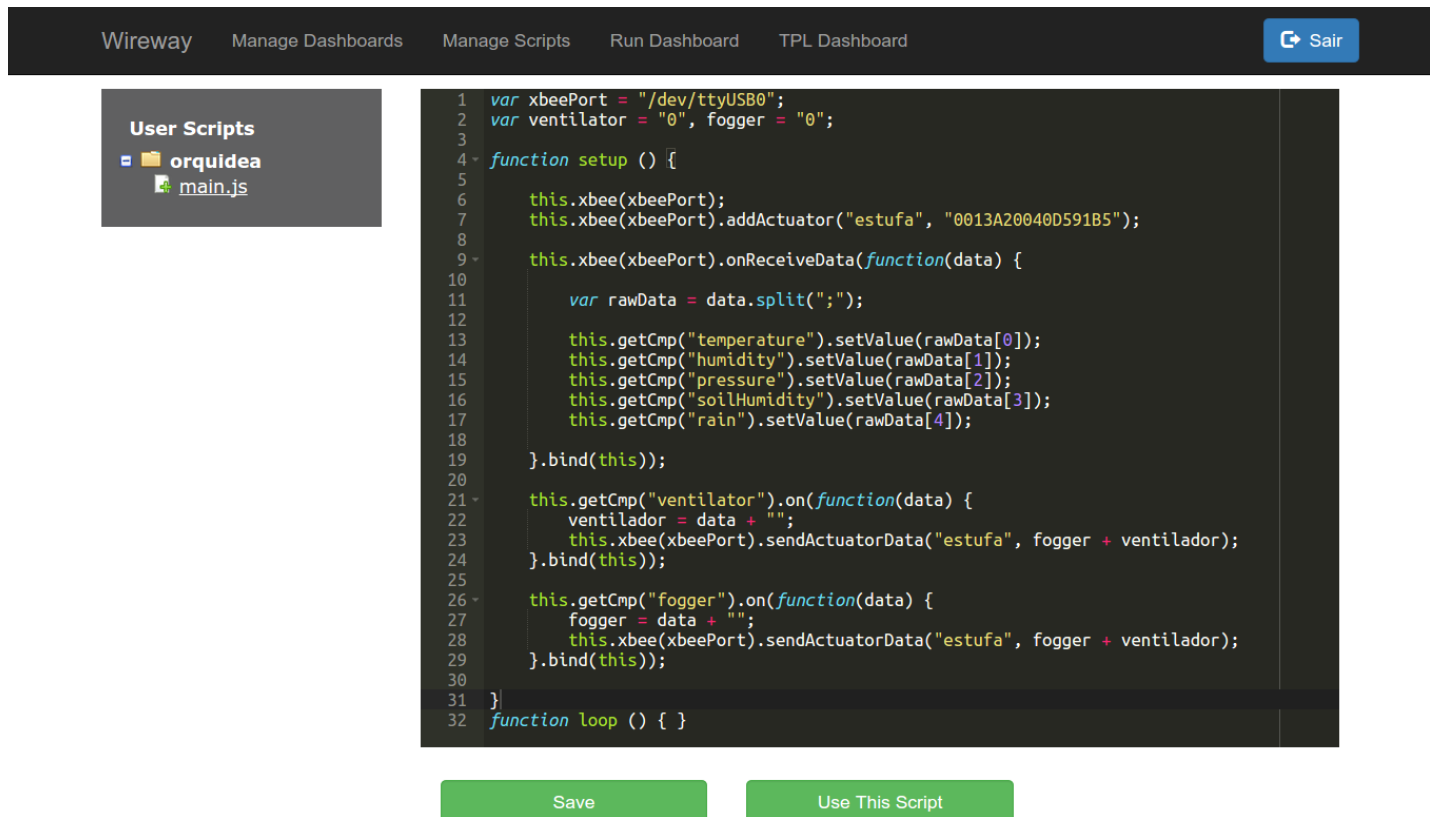 Wireway Manage Dashboards Manage Scripts Run Dashboard TPL Dashboard Sair
User Scripts
orquidea
main.js
1 var xbeePort = "/dev/ttyUSB0";
2 var ventilator = "0", fogger = "0";
3
4 function setup () {
5
6 this.xbee(xbeePort);
7 this.xbee(xbeePort).addActuator("estufa", "0013A20040D591B5");
8
9 this.xbee(xbeePort).onReceiveData(function(data) {
10
11 var rawData = data.split(";");
12
13 this.getCmp("temperature").setValue(rawData[0]);
14 this.getCmp("humidity").setValue(rawData[1]);
15 this.getCmp("pressure").setValue(rawData[2]);
16 this.getCmp("soilHumidity").setValue(rawData[3]);
17 this.getCmp("rain").setValue(rawData[4]);
18
19 }.bind(this));
20
21 this.getCmp("ventilator").on(function(data) {
22 ventilador = data + "";
23 this.xbee(xbeePort).sendActuatorData("estufa", fogger + ventilador);
24 }.bind(this));
25
26 this.getCmp("fogger").on(function(data) {
27 fogger = data + "";
28 this.xbee(xbeePort).sendActuatorData("estufa", fogger + ventilador);
29 }.bind(this));
30
31 }
32 function loop () { }
Save Use This Script